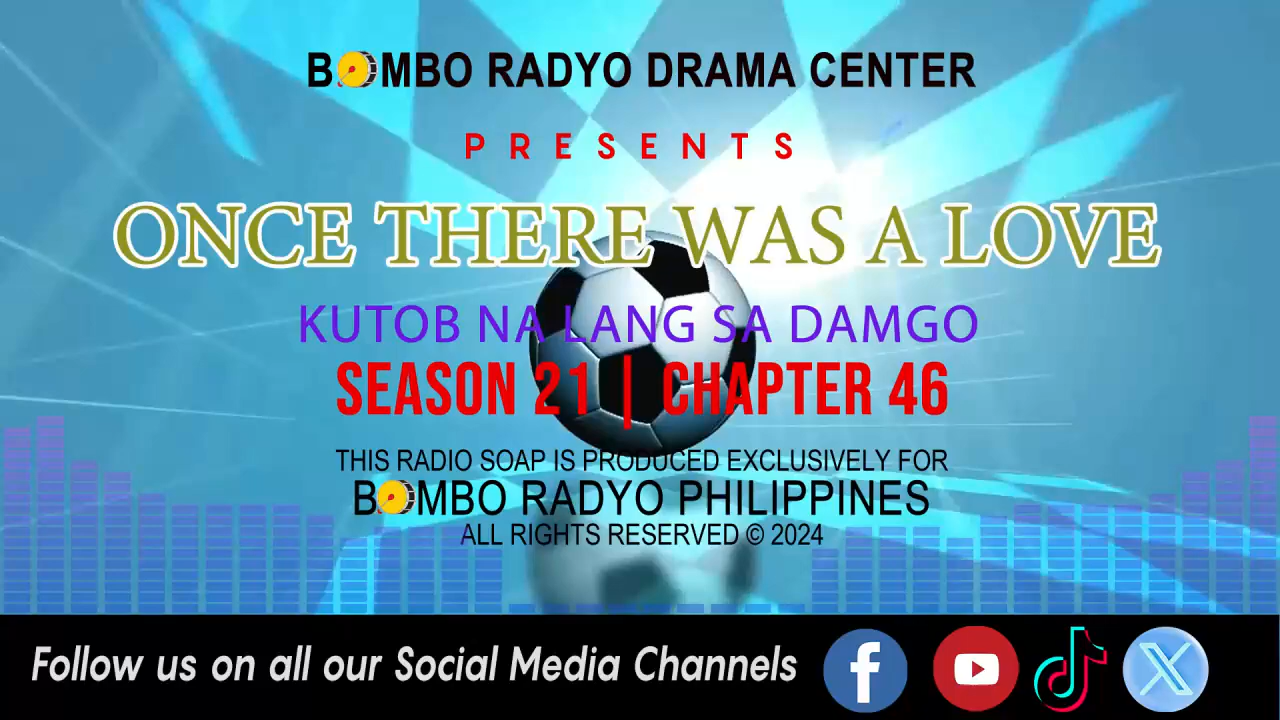 BOMBO RADYO DRAMA CENTER
PRESENTS
ONCE THERE WAS A LOVE
KUTOB NA LANG SA DAMGO
SEASON 21 | CHAPTER 46
THIS RADIO SOAP IS PRODUCED EXCLUSIVELY FOR
BOMBO RADYO PHILIPPINES
ALL RIGHTS RESERVED © 2024
Follow us on all our Social Media Channels